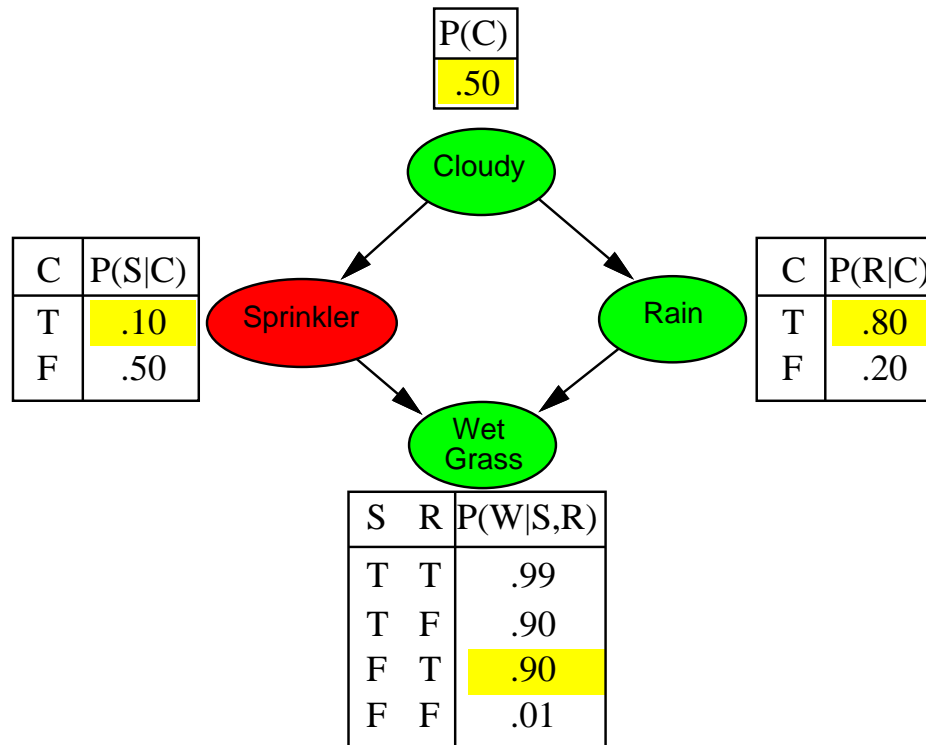 P(C)
.50
Cloudy
C P(S|C)
T .10
F .50
Sprinkler
Rain
C P(R|C)
T .80
F .20
Wet
Grass
S R P(W|S,R)
T T .99
T F .90
F T .90
F F .01